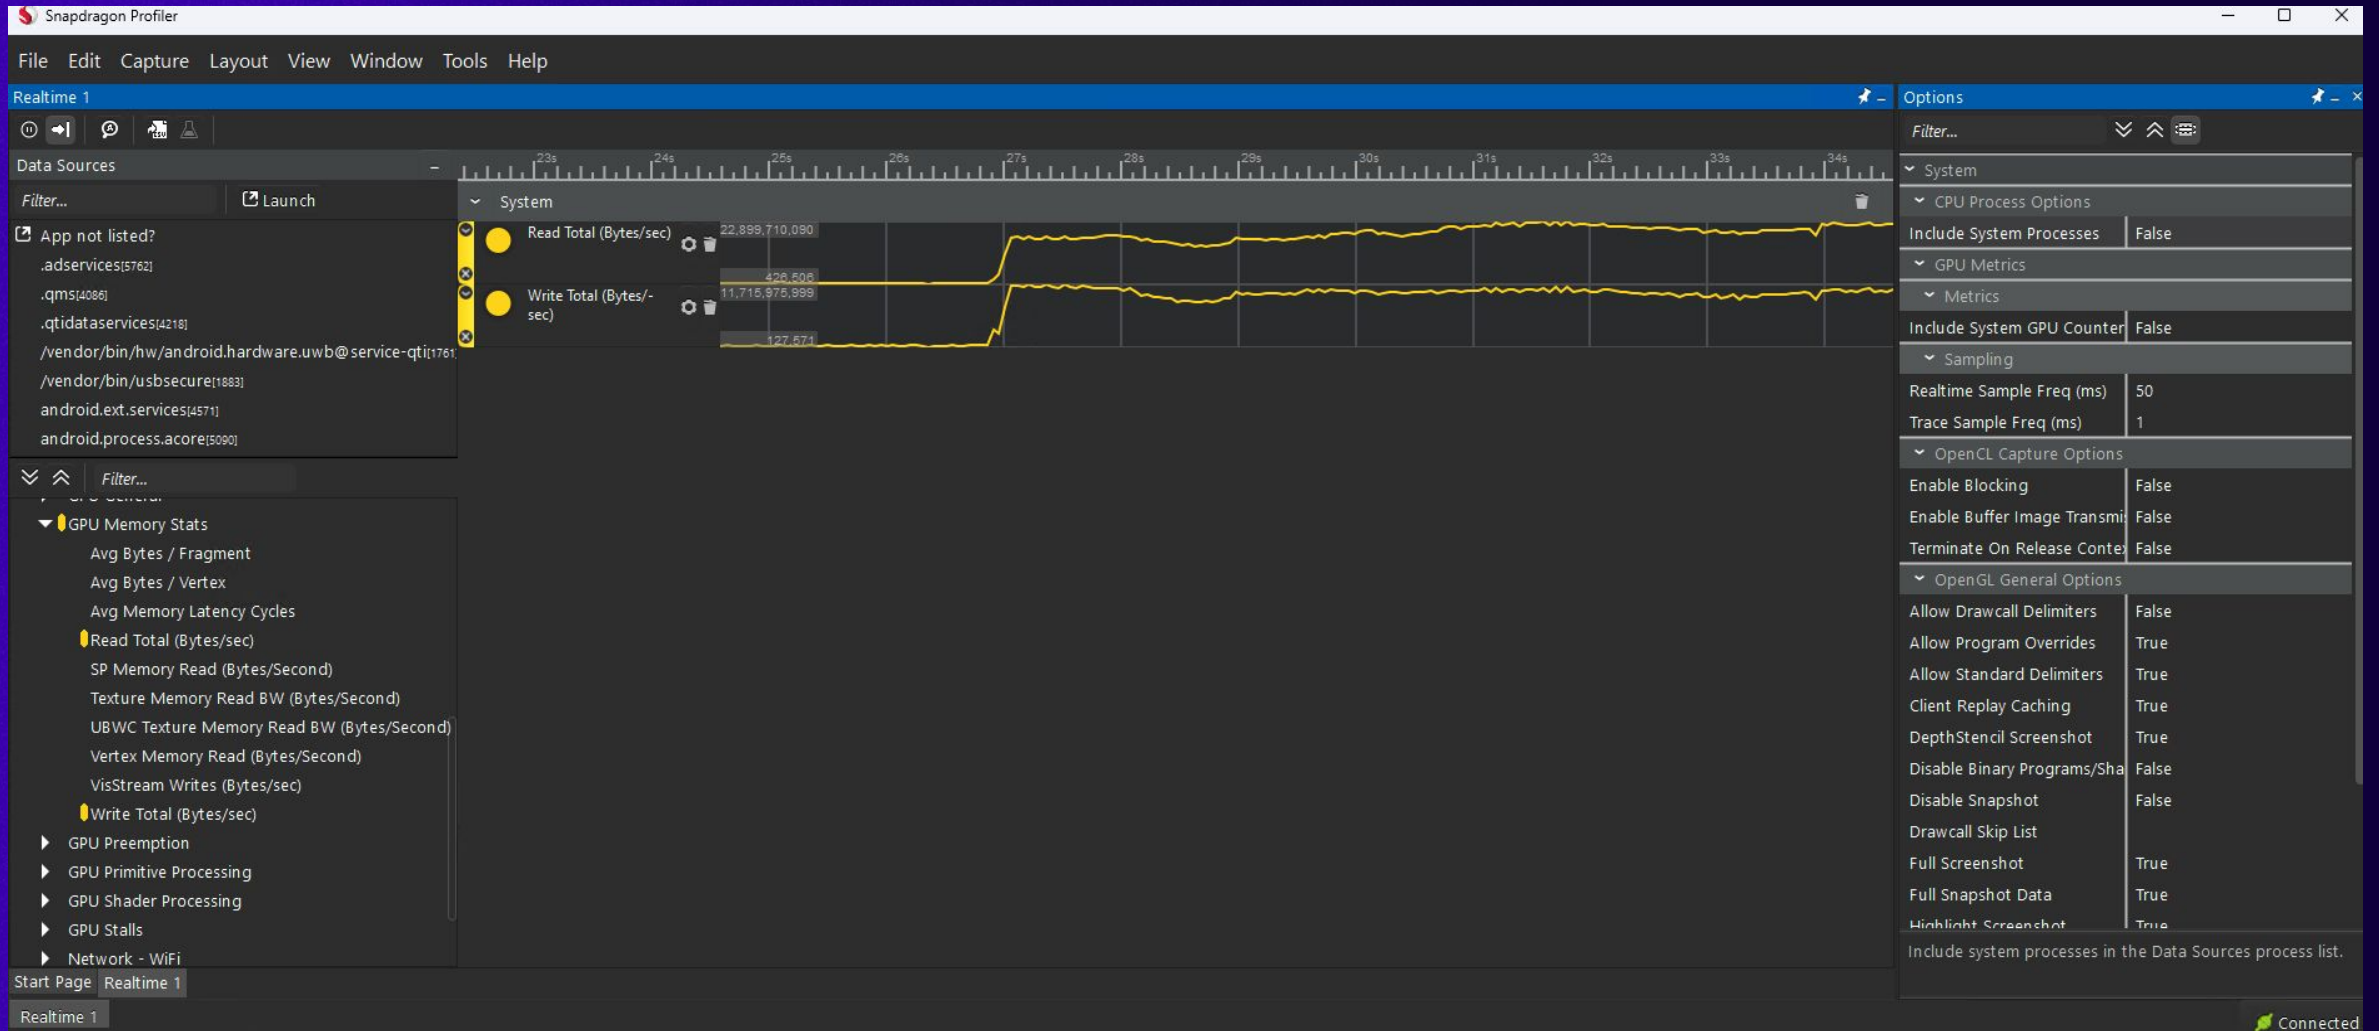 Snapdragon Profiler
File Edit Capture Layout View Window Tools Help
Realtime 1
Data Sources
Filter...
Launch
App not listed?
.adservices[5762]
.qms[4086]
.qtidataservices[4218]
/vendor/bin/hw/android.hardware.uwb@service-qti[1761
/vendor/bin/usbsecure[1883]
android.ext.services[4571]
android.process.acore[5090]
Filter...
GPU General
GPU Memory Stats
Avg Bytes / Fragment
Avg Bytes / Vertex
Avg Memory Latency Cycles
Read Total (Bytes/sec)
SP Memory Read (Bytes/Second)
Texture Memory Read BW (Bytes/Second)
UBWC Texture Memory Read BW (Bytes/Second)
Vertex Memory Read (Bytes/Second)
VisStream Writes (Bytes/sec)
Write Total (Bytes/sec)
GPU Preemption
GPU Primitive Processing
GPU Shader Processing
GPU Stalls
Network - WiFi
Start Page Realtime 1
Realtime 1
23s 24s 25s 26s 27s 28s 29s 30s 31s 32s 33s 34s
System
Read Total (Bytes/sec)
22,899,710,090
426,506
Write Total (Bytes/-
sec)
11,715,975,999
127,571
Options
Filter...
System
CPU Process Options
Include System Processes False
GPU Metrics
Metrics
Include System GPU Counter False
Sampling
Realtime Sample Freq (ms) 50
Trace Sample Freq (ms) 1
OpenCL Capture Options
Enable Blocking False
Enable Buffer Image Transmis False
Terminate On Release Contex False
OpenGL General Options
Allow Drawcall Delimiters False
Allow Program Overrides True
Allow Standard Delimiters True
Client Replay Caching True
DepthStencil Screenshot True
Disable Binary Programs/Sha False
Disable Snapshot False
Drawcall Skip List
Full Screenshot True
Full Snapshot Data True
Highlight Screenshot True
Include system processes in the Data Sources process list.
Connected